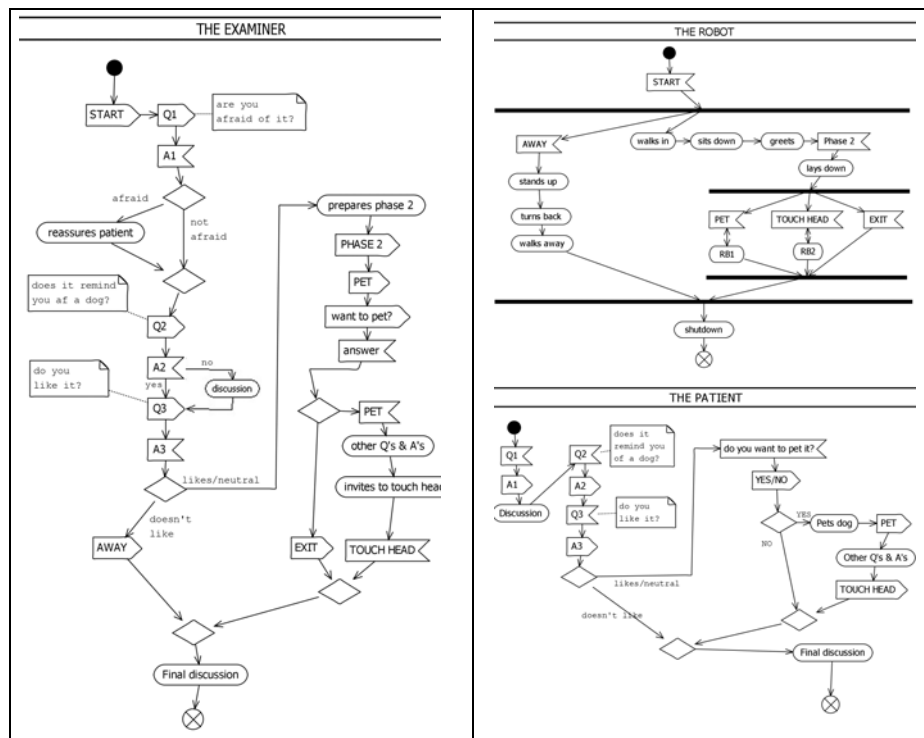 THE EXAMINER
START
Q1
are you
afraid of it?
A1
afraid
not
afraid
reassures patient
does it remind
you af a dog?
Q2
A2
no
discussion
yes
do you
like it?
Q3
A3
likes/neutral
doesn't
like
AWAY
prepares phase 2
PHASE 2
PET
want to pet?
answer
PET
other Q's & A's
invites to touch head
EXIT
TOUCH HEAD
Final discussion
THE ROBOT
START
AWAY
walks in
sits down
greets
Phase 2
lays down
stands up
turns back
walks away
PET
TOUCH HEAD
EXIT
RB1
RB2
shutdown
THE PATIENT
Q1
A1
Discussion
Q2
does it
remind you
of a dog?
A2
Q3
do you
like it?
A3
likes/neutral
doesn't like
do you want to pet it?
YES/NO
YES
Pets dog
PET
NO
Other Q's & A's
TOUCH HEAD
Final discussion